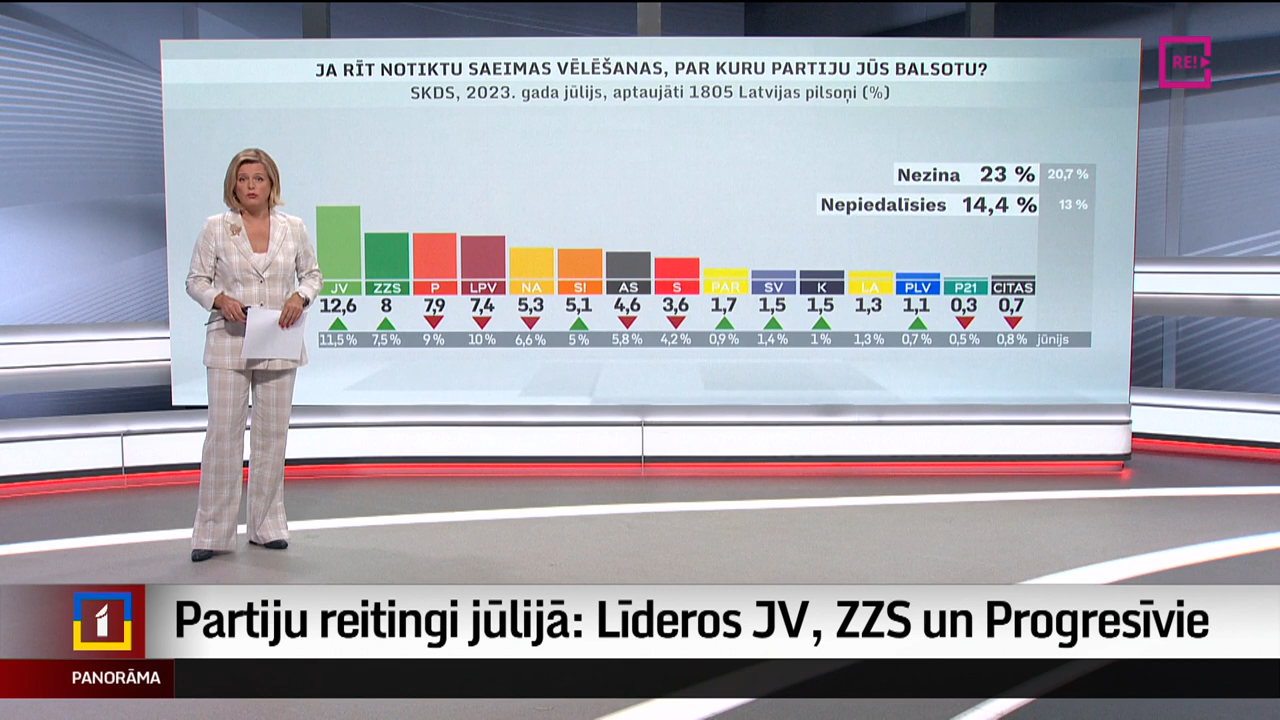 JA RĪT NOTIKTU SAEIMAS VĒLĒŠANAS, PAR KURU PARTIJU JŪS BALSOTU?
SKDS, 2023. gada jūlijs, aptaujāti 1805 Latvijas pilsoņi (%)
RE!
Nezina 23 % 20,7 %
Nepiedalīsies 14,4 % 13 %
JV ZZS P LPV NA S! AS S PAR SV K LA PLV P21 CITAS
12,6 8 7,9 7,4 5,3 5,1 4,6 3,6 1,7 1,5 1,5 1,3 1,1 0,3 0,7
11,5 % 7,5 % 9 % 10 % 6,6 % 5 % 5,8 % 4,2 % 0,9 % 1,4 % 1 % 1,3 % 0,7 % 0,5 % 0,8 % jūnijs
1 Partiju reitingi jūlijā: Līderos JV, ZZS un Progresīvie
PANORĀMA